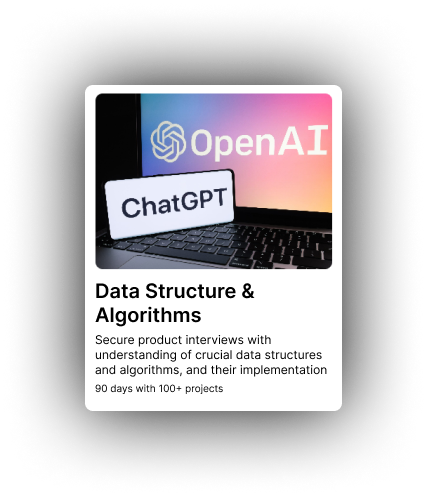 OpenAI
ChatGPT
Data Structure &
Algorithms
Secure product interviews with
understanding of crucial data structures
and algorithms, and their implementation
90 days with 100+ projects